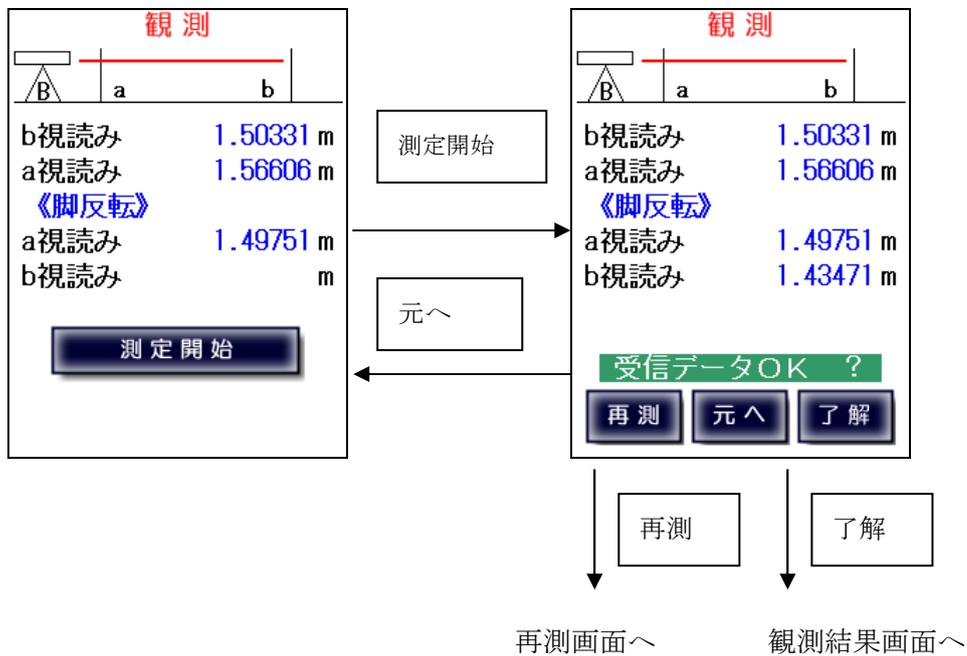 観測
B a b
b視読み 1.50331 m
a視読み 1.56606 m
《脚反転》
a視読み 1.49751 m
b視読み m
測定開始
測定開始
元へ
観測
B a b
b視読み 1.50331 m
a視読み 1.56606 m
《脚反転》
a視読み 1.49751 m
b視読み 1.43471 m
受信データOK ?
再測 元へ 了解
再測
了解
再測画面へ
観測結果画面へ